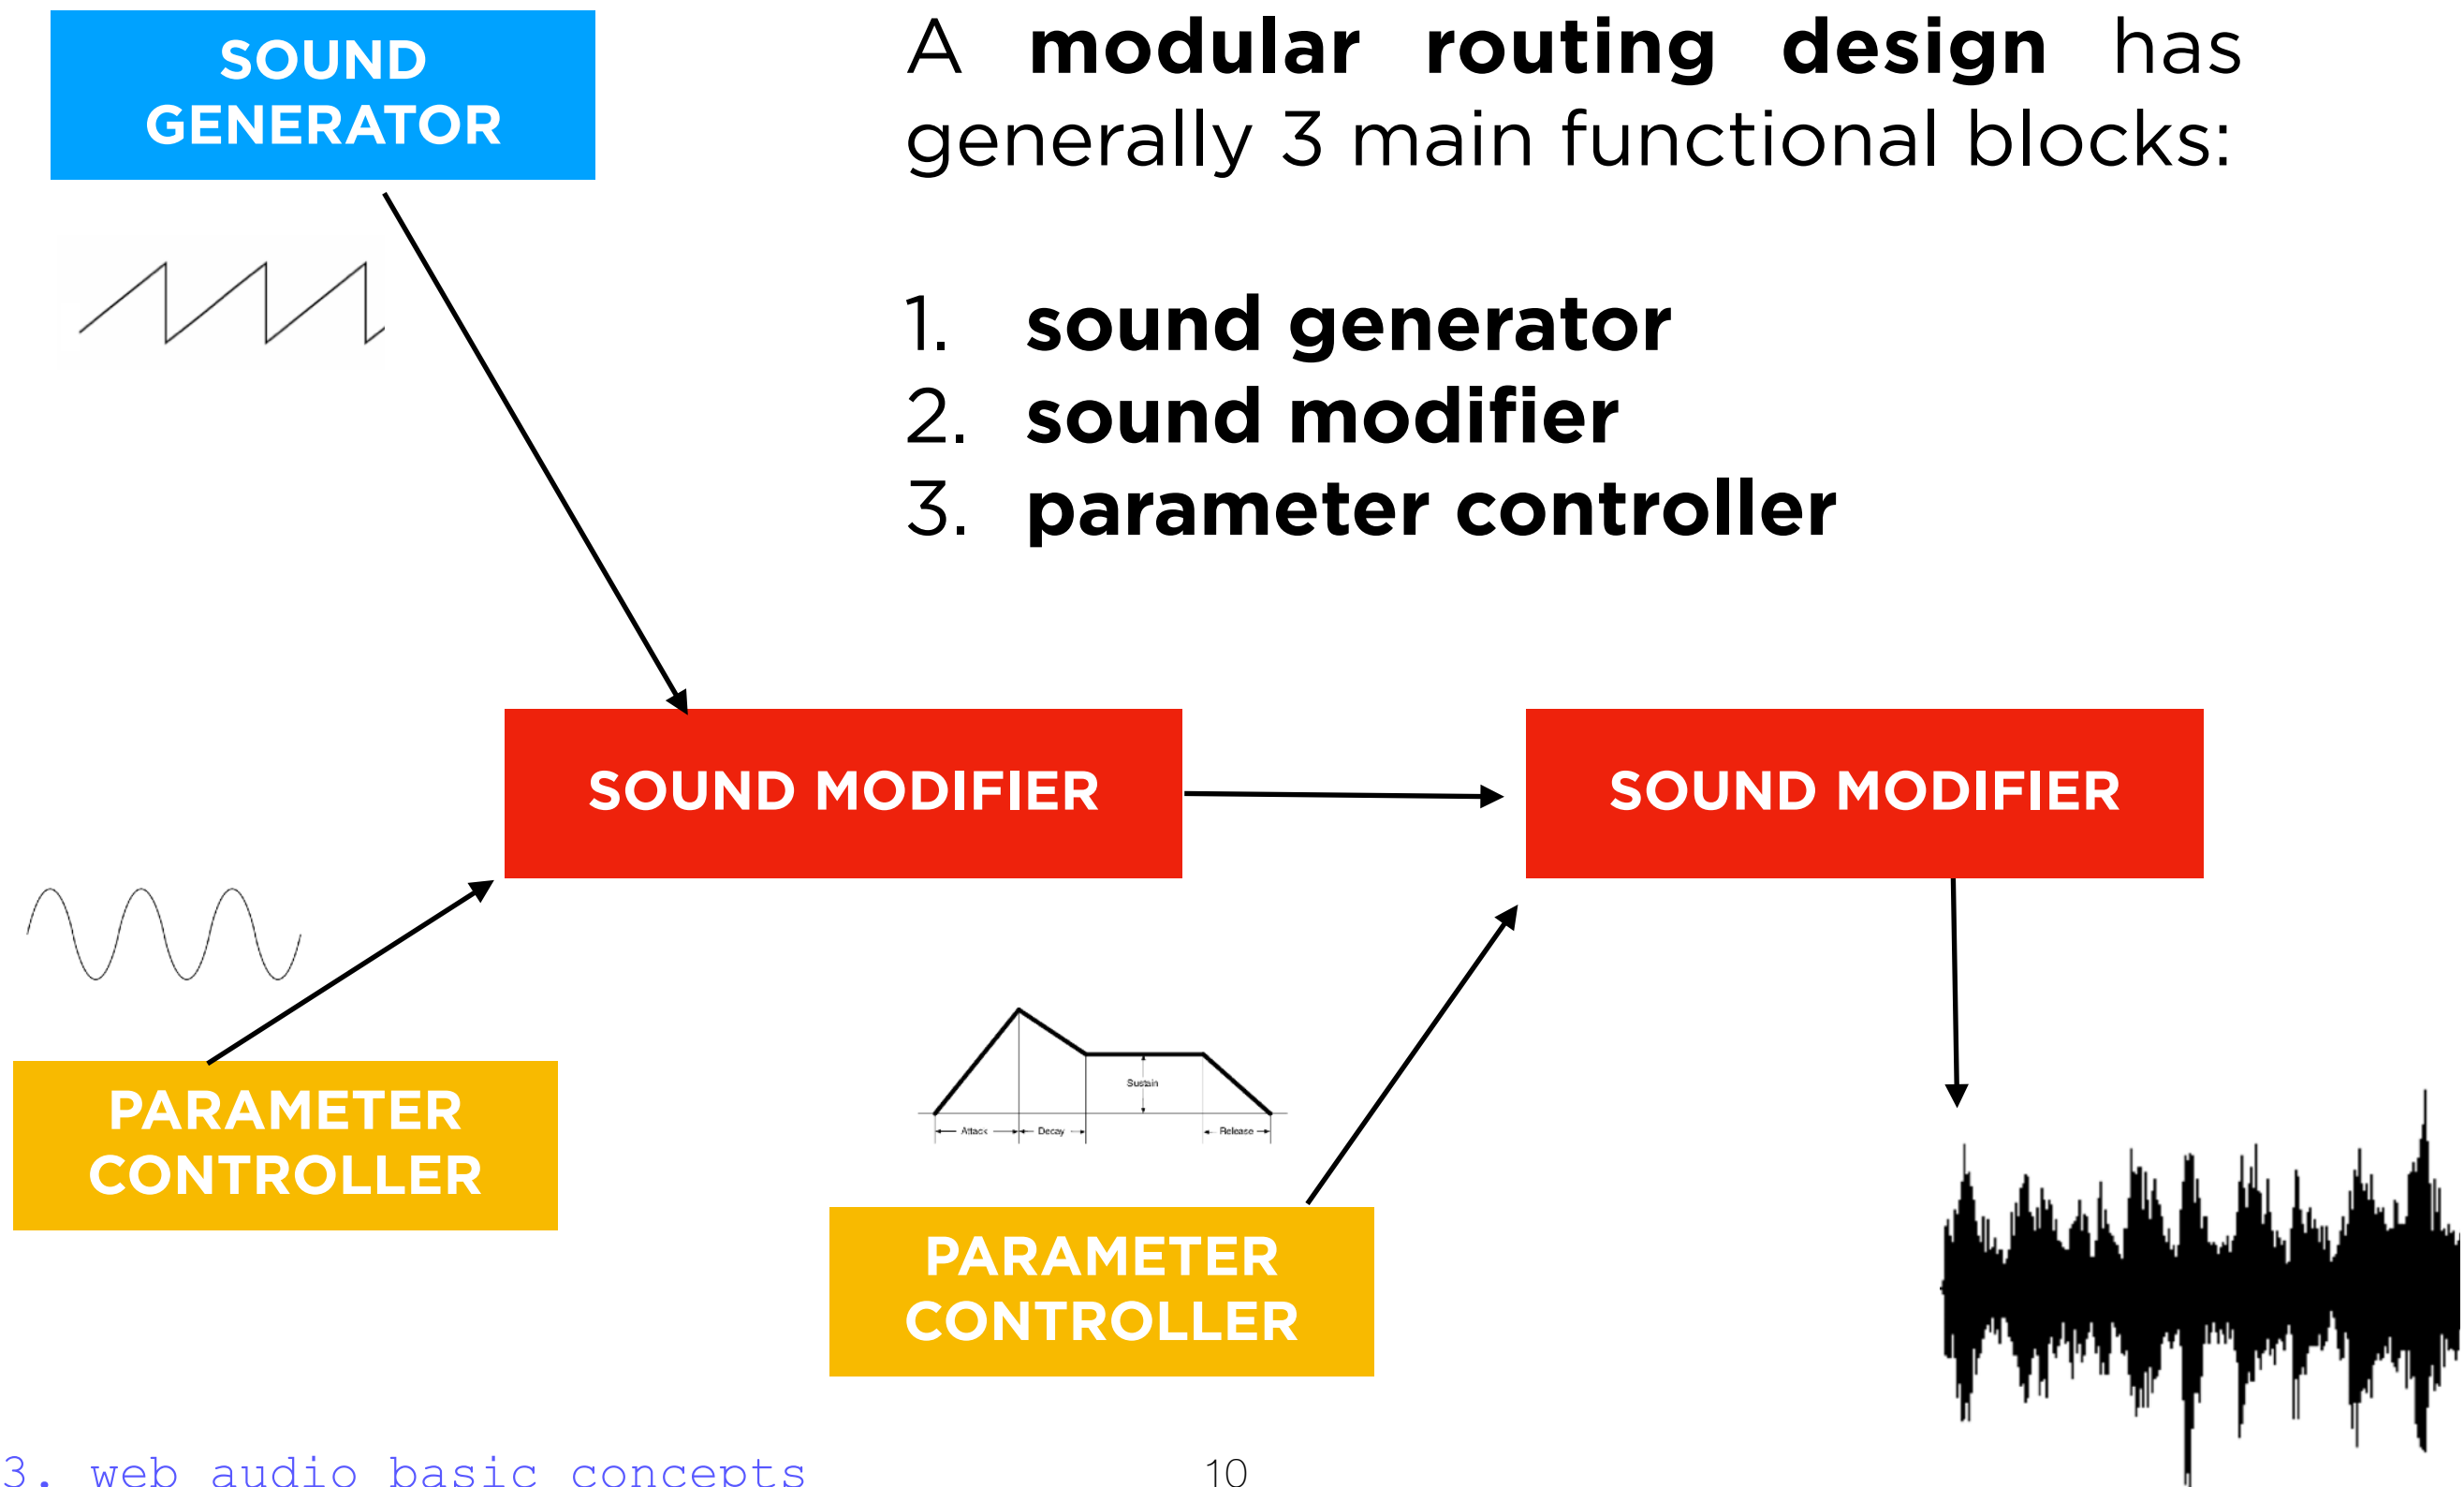 SOUND
GENERATOR
A modular routing design has
generally 3 main functional blocks:
1. sound generator
2. sound modifier
3. parameter controller
SOUND MODIFIER
SOUND MODIFIER
Sustain
Attack
Decay
Release
PARAMETER
CONTROLLER
PARAMETER
CONTROLLER
3. web audio basic concepts
10